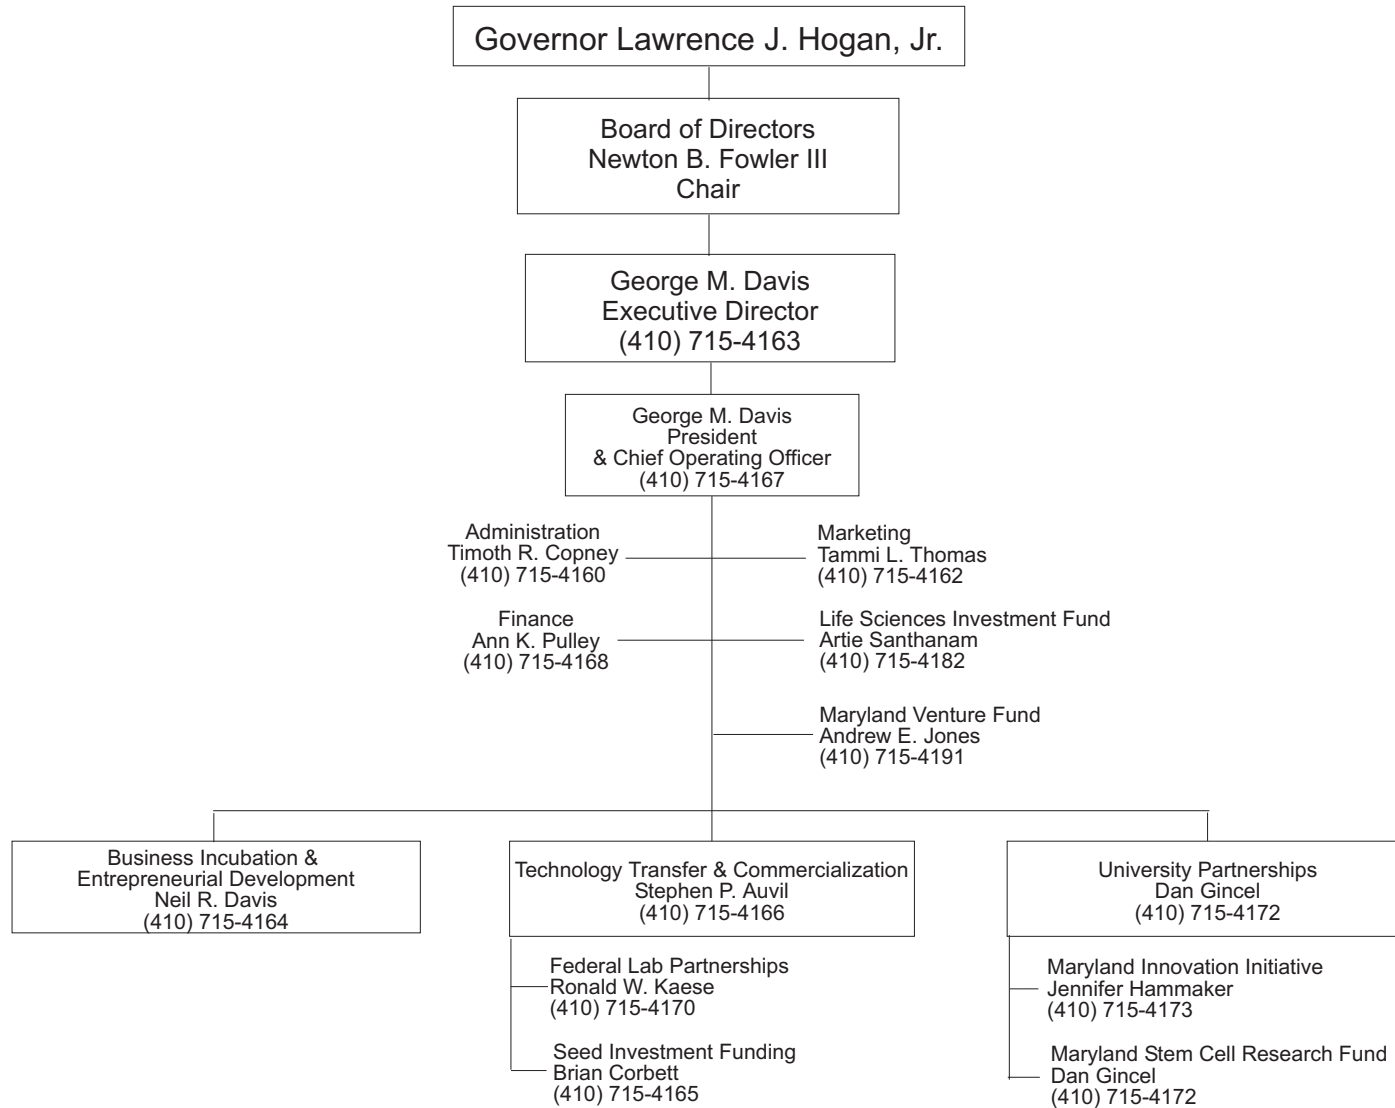 Governor Lawrence J. Hogan, Jr.
Board of Directors
Newton B. Fowler III
Chair
George M. Davis
Executive Director
(410) 715-4163
George M. Davis
President
& Chief Operating Officer
(410) 715-4167
Administration
Timoth R. Copney
(410) 715-4160
Marketing
Tammi L. Thomas
(410) 715-4162
Finance
Ann K. Pulley
(410) 715-4168
Life Sciences Investment Fund
Artie Santhanam
(410) 715-4182
Maryland Venture Fund
Andrew E. Jones
(410) 715-4191
Business Incubation &
Entrepreneurial Development
Neil R. Davis
(410) 715-4164
Technology Transfer & Commercialization
Stephen P. Auvil
(410) 715-4166
Federal Lab Partnerships
Ronald W. Kaese
(410) 715-4170
Seed Investment Funding
Brian Corbett
(410) 715-4165
University Partnerships
Dan Gincel
(410) 715-4172
Maryland Innovation Initiative
Jennifer Hammaker
(410) 715-4173
Maryland Stem Cell Research Fund
Dan Gincel
(410) 715-4172